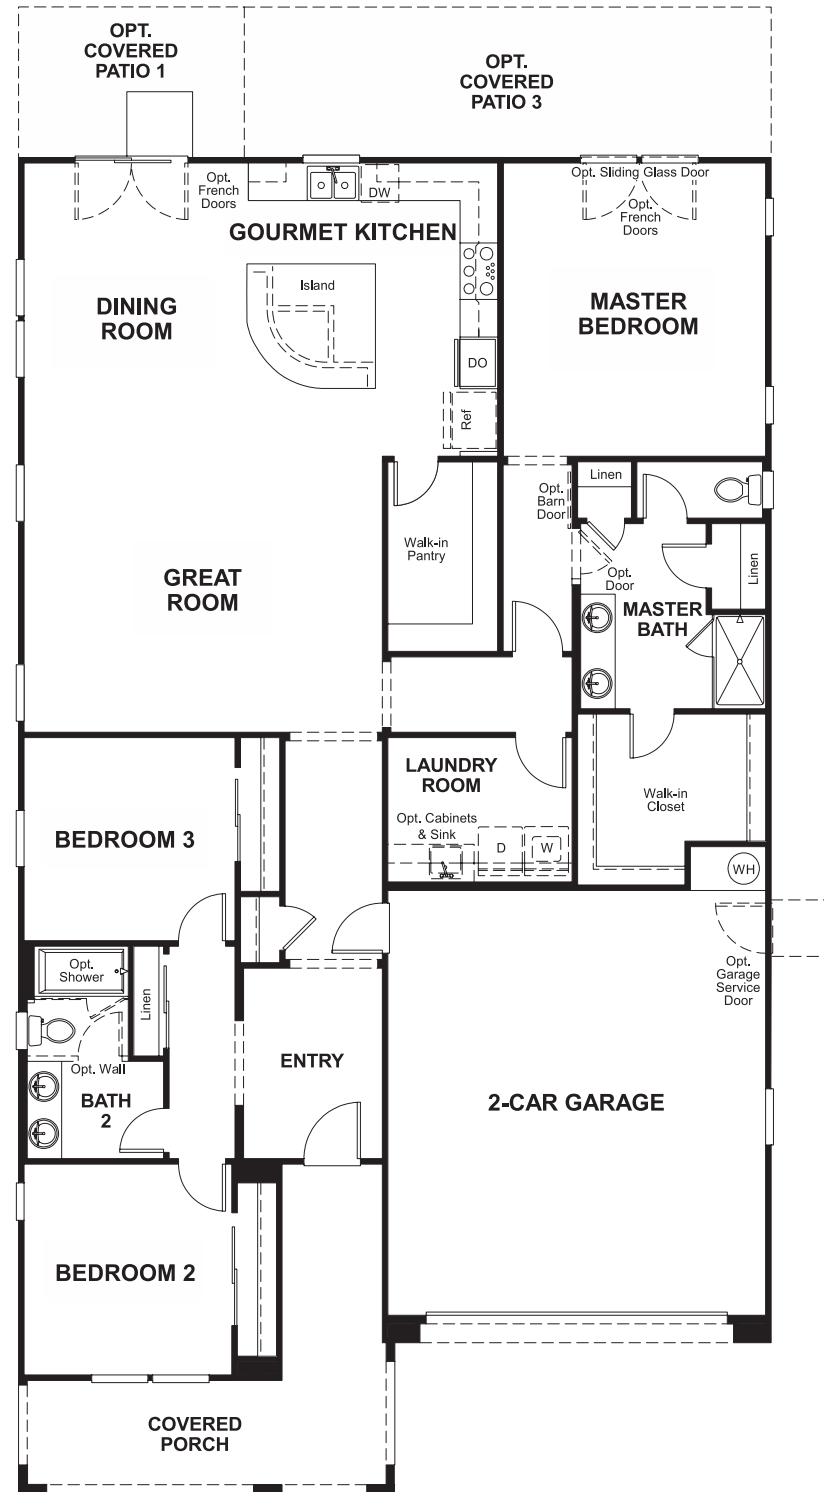 OPT.
COVERED
PATIO 1
OPT.
COVERED
PATIO 3
Opt.
French
Doors
DW
Opt. Sliding Glass Door
Opt.
French
Doors
GOURMET KITCHEN
Island
DINING
ROOM
MASTER
BEDROOM
DO
Ref
Linen
Opt.
Barn
Door
Walk-in
Pantry
Opt.
Door
Linen
GREAT
ROOM
MASTER
BATH
LAUNDRY
ROOM
Walk-in
Closet
Opt. Cabinets
& Sink
D
W
BEDROOM 3
WH
Opt.
Shower
Linen
Opt.
Garage
Service
Door
Opt. Wall
ENTRY
BATH
2
2-CAR GARAGE
BEDROOM 2
COVERED
PORCH